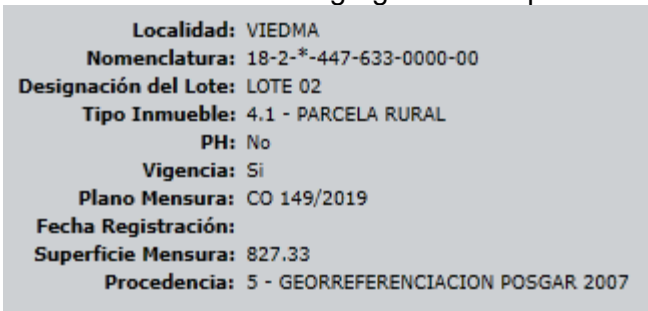 Localidad: VIEDMA
Nomenclatura: 18-2-*-447-633-0000-00
Designación del Lote: LOTE 02
Tipo Inmueble: 4.1 - PARCELA RURAL
PH: No
Vigencia: Si
Plano Mensura: CO 149/2019
Fecha Registración:
Superficie Mensura: 827.33
Procedencia: 5 - GEORREFERENCIACION POSGAR 2007